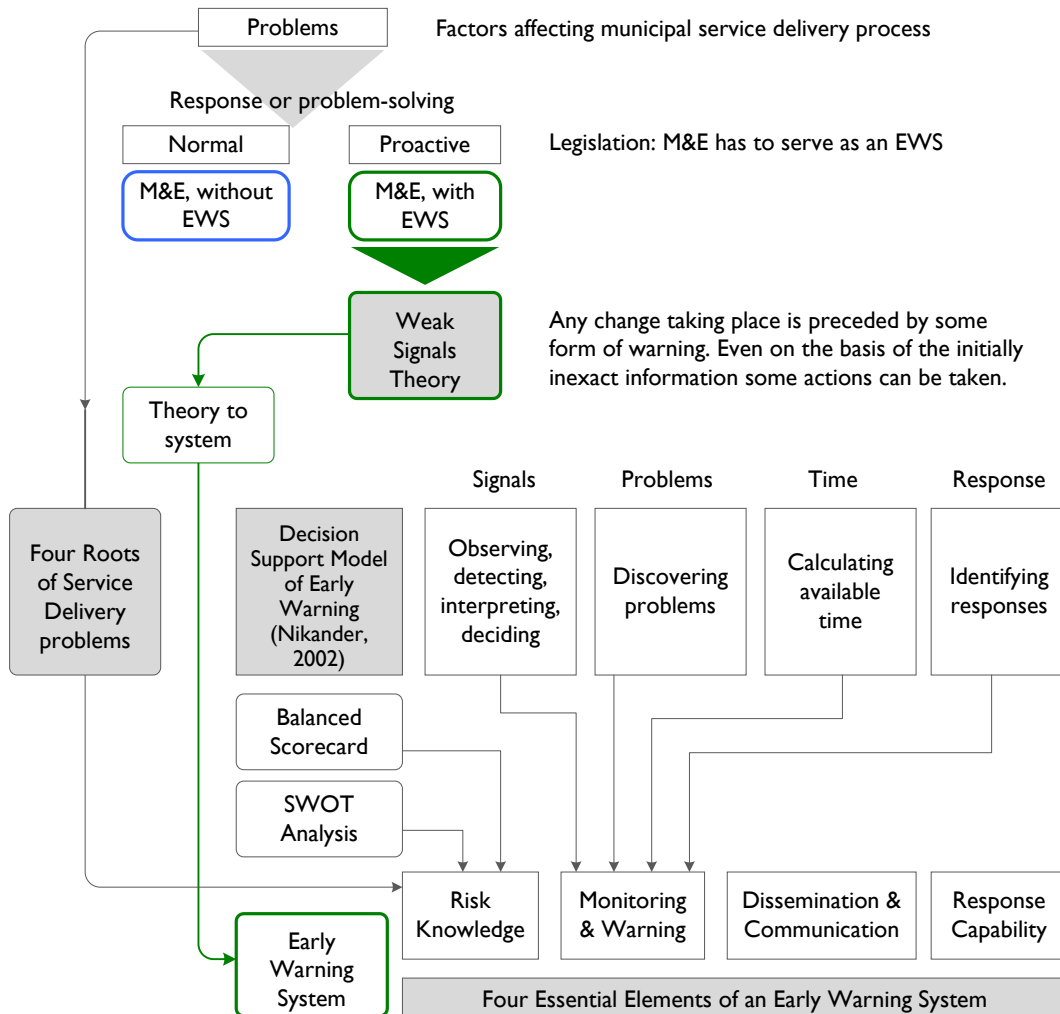 Problems
Factors affecting municipal service delivery process
Response or problem-solving
Normal
Proactive
Legislation: M&E has to serve as an EWS
M&E, without
EWS
M&E, with
EWS
Weak
Signals
Theory
Any change taking place is preceded by some
form of warning. Even on the basis of the initially
inexact information some actions can be taken.
Theory to
system
Signals
Problems
Time
Response
Four Roots
of Service
Delivery
problems
Decision
Support Model
of Early
Warning
(Nikander,
2002)
Observing,
detecting,
interpreting,
deciding
Discovering
problems
Calculating
available
time
Identifying
responses
Balanced
Scorecard
SWOT
Analysis
Risk
Knowledge
Monitoring
& Warning
Dissemination &
Communication
Response
Capability
Early
Warning
System
Four Essential Elements of an Early Warning System